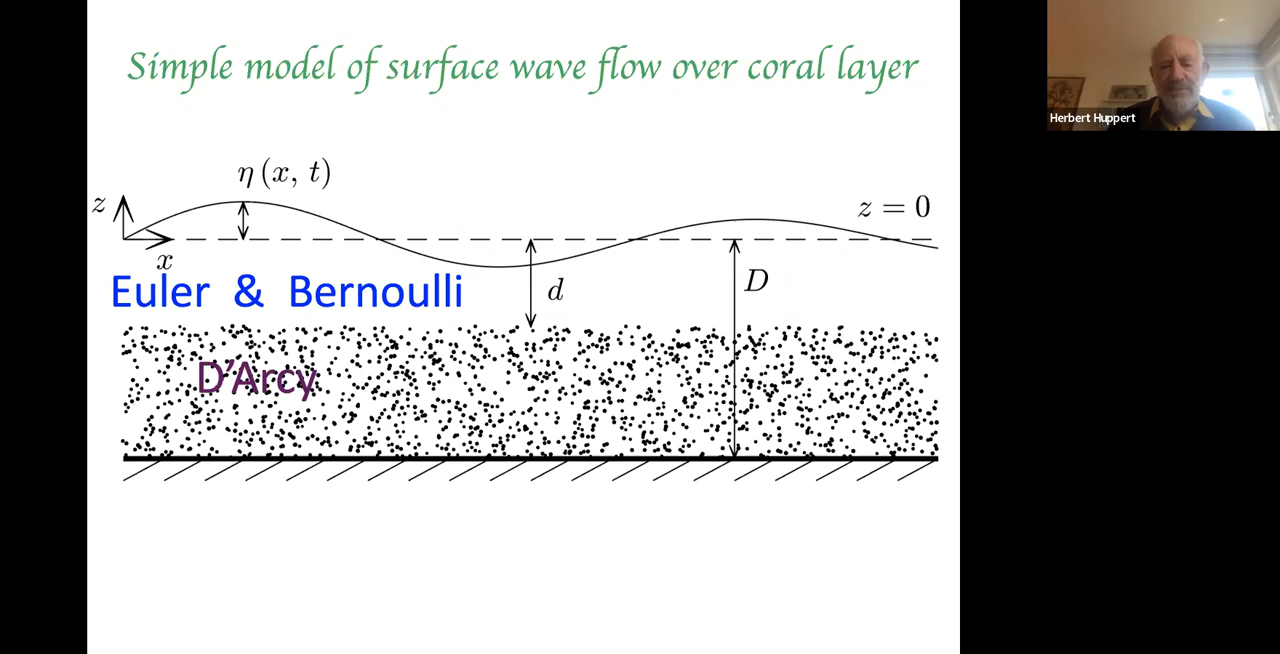 Simple model of surface wave flow over coral layer
Herbert Huppert
η (x, t)
z
z = 0
x
Euler & Bernoulli
d
D
D'Arcy